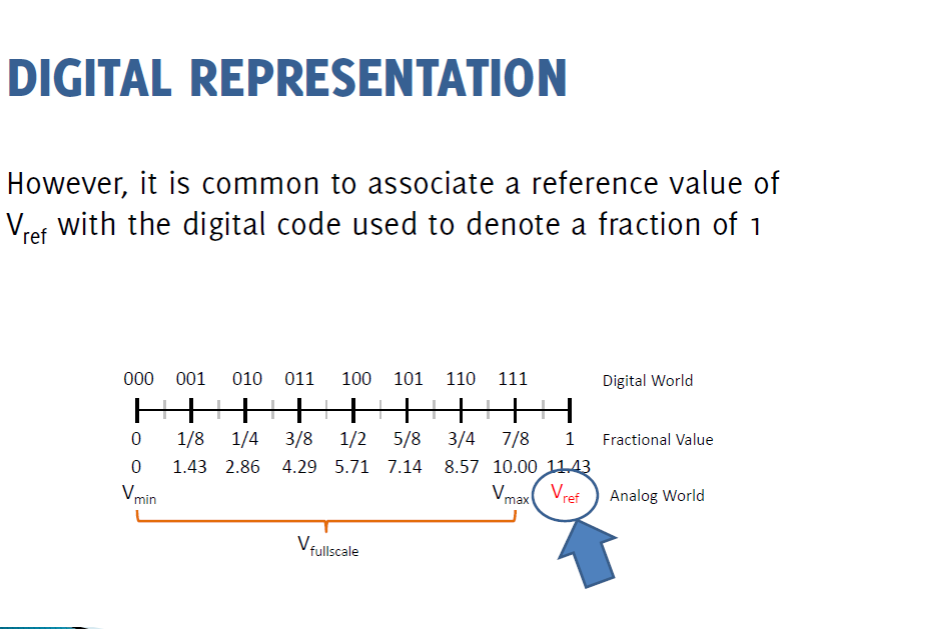 DIGITAL REPRESENTATION
However, it is common to associate a reference value of
Vref with the digital code used to denote a fraction of 1
000 001 010 011 100 101 110 111 Digital World
0 1/8 1/4 3/8 1/2 5/8 3/4 7/8 1 Fractional Value
0 1.43 2.86 4.29 5.71 7.14 8.57 10.00 11.43
Vmin Vmax Vref Analog World
Vfullscale